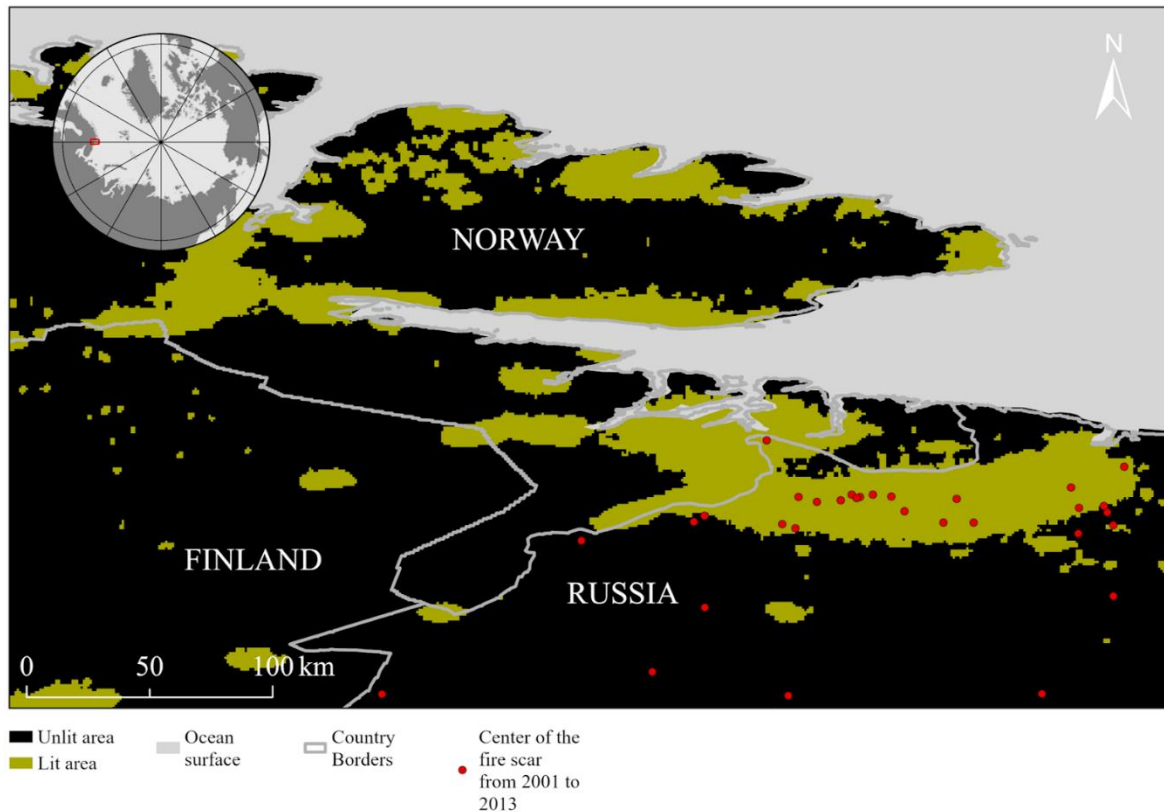 N
NORWAY
FINLAND
RUSSIA
0 50 100 km
Unlit area
Lit area
Ocean
surface
Country
Borders
Center of the
fire scar
from 2001 to
2013